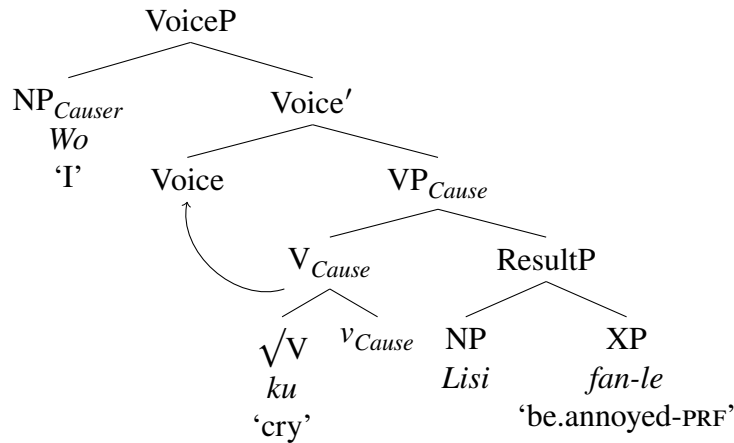 VoiceP
NP_Causer Voice′
Wo
‘I’ Voice VP_Cause
V_Cause ResultP
√V v_Cause NP XP
ku Lisi fan-le
‘cry’ ‘be.annoyed-PRF’